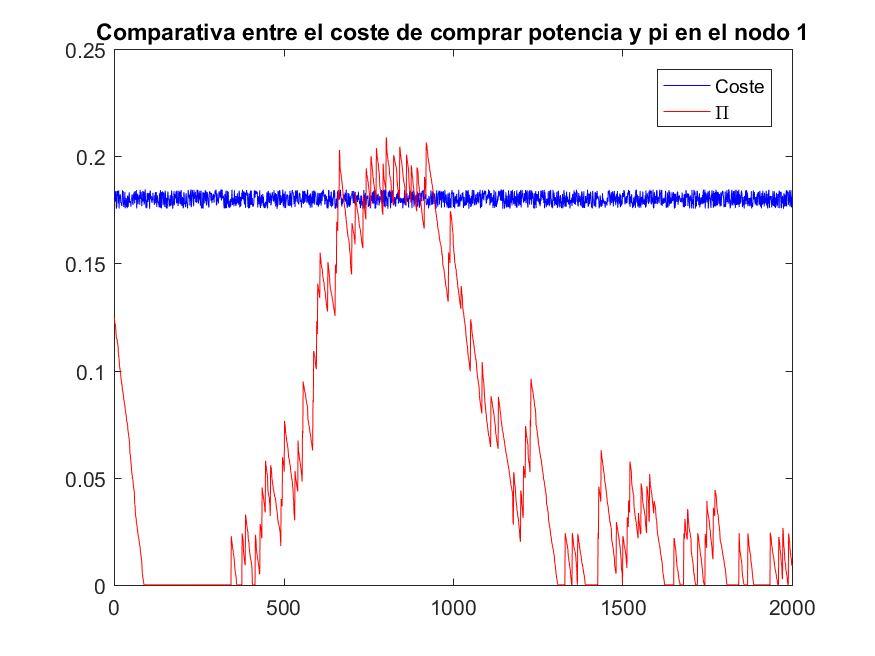 Comparativa entre el coste de comprar potencia y pi en el nodo 1
0.25
0.2
0.15
0.1
0.05
0
0 500 1000 1500 2000
Coste
Π